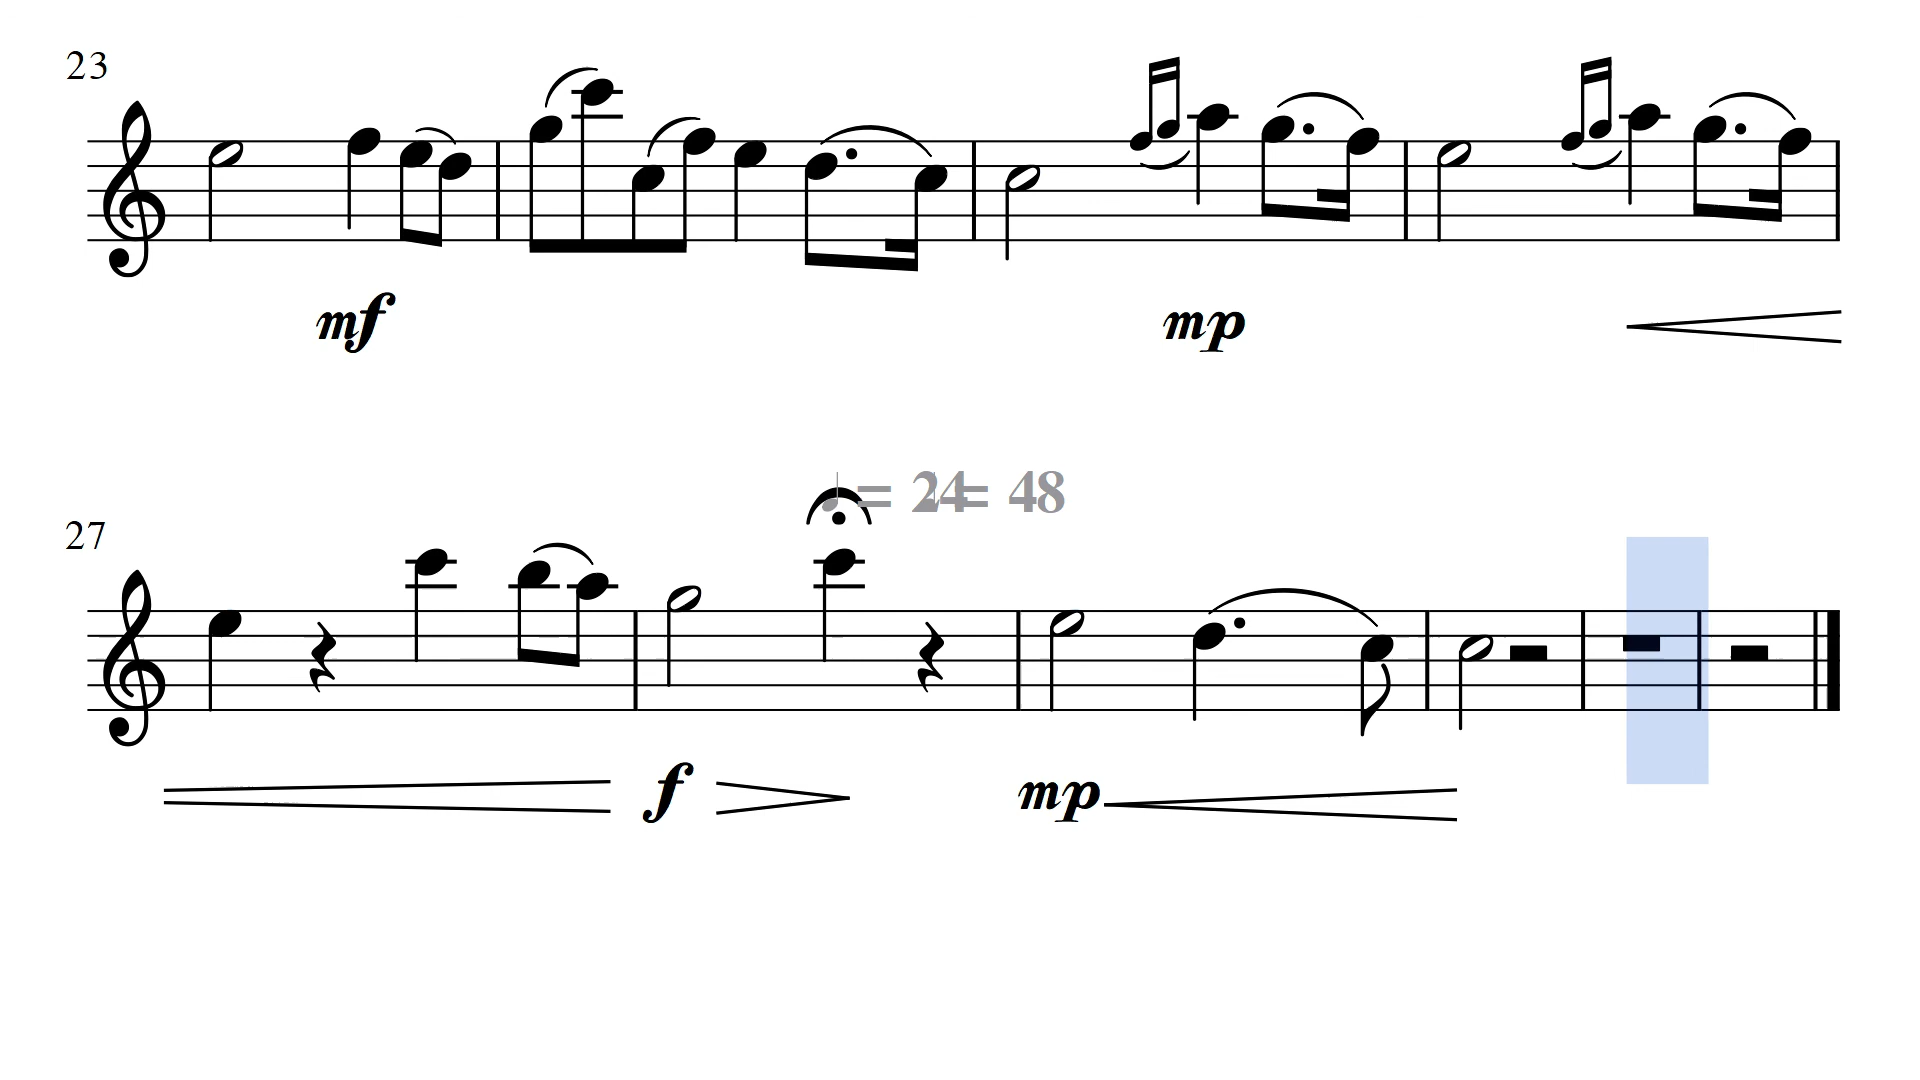 23
mf
mp
♩ = 24 ♩ = 48
27
f
mp